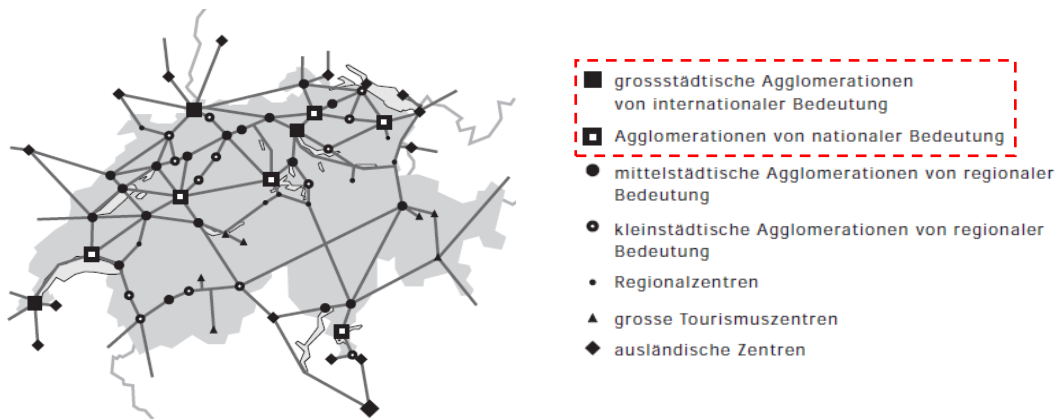 grossstädtische Agglomerationen
von internationaler Bedeutung
Agglomerationen von nationaler Bedeutung
mittelstädtische Agglomerationen von regionaler
Bedeutung
kleinstädtische Agglomerationen von regionaler
Bedeutung
Regionalzentren
grosse Tourismuszentren
ausländische Zentren